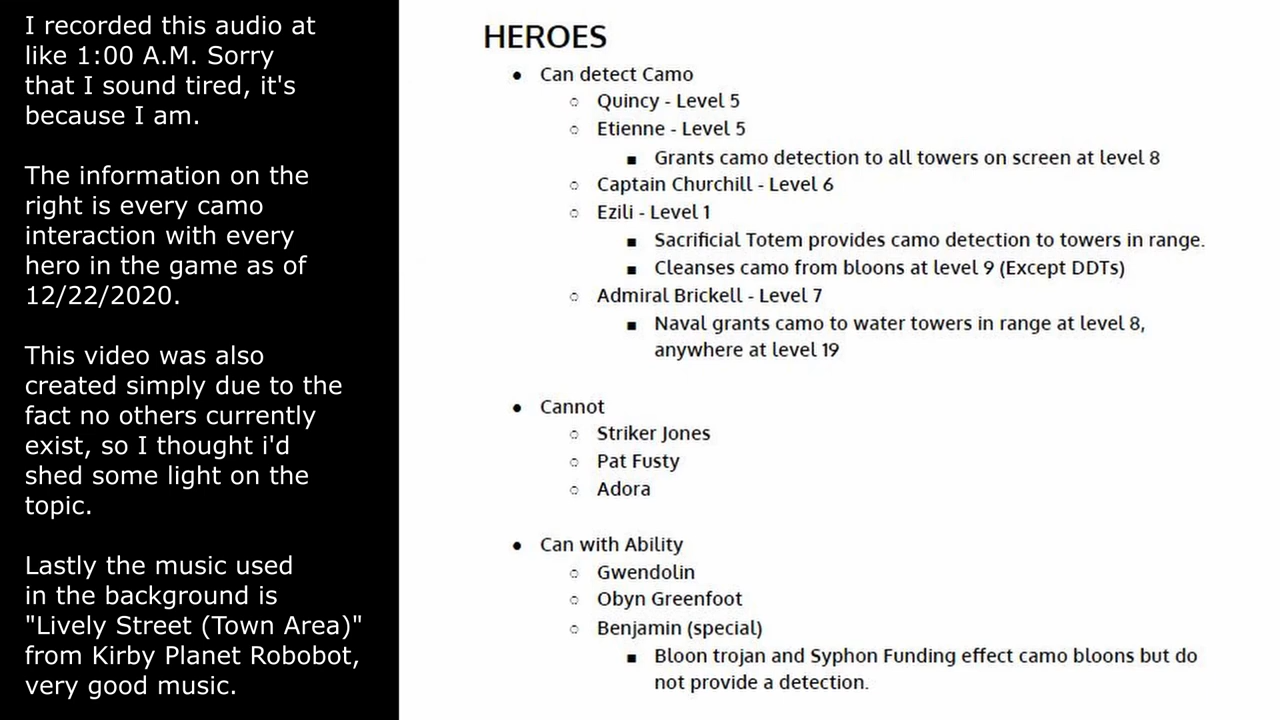 I recorded this audio at
like 1:00 A.M. Sorry
that I sound tired, it's
because I am.
The information on the
right is every camo
interaction with every
hero in the game as of
12/22/2020.
This video was also
created simply due to the
fact no others currently
exist, so I thought i'd
shed some light on the
topic.
Lastly the music used
in the background is
"Lively Street (Town Area)"
from Kirby Planet Robobot,
very good music.
HEROES
● Can detect Camo
○ Quincy - Level 5
○ Etienne - Level 5
■ Grants camo detection to all towers on screen at level 8
○ Captain Churchill - Level 6
○ Ezili - Level 1
■ Sacrificial Totem provides camo detection to towers in range.
■ Cleanses camo from bloons at level 9 (Except DDTs)
○ Admiral Brickell - Level 7
■ Naval grants camo to water towers in range at level 8,
anywhere at level 19
● Cannot
○ Striker Jones
○ Pat Fusty
○ Adora
● Can with Ability
○ Gwendolin
○ Obyn Greenfoot
○ Benjamin (special)
■ Bloon trojan and Syphon Funding effect camo bloons but do
not provide a detection.